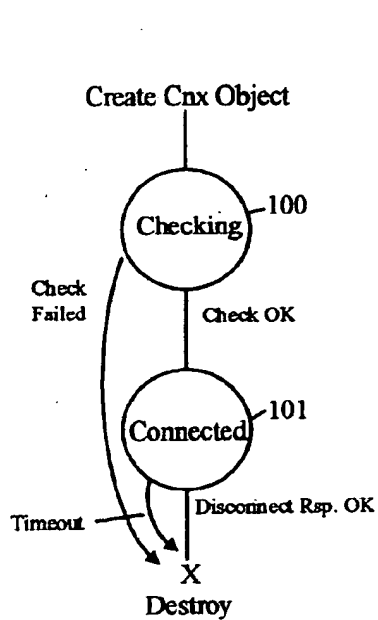 Create Cnx Object
Checking
100
Check
Failed
Check OK
Connected
101
Timeout
Disconnect Rsp. OK
X
Destroy